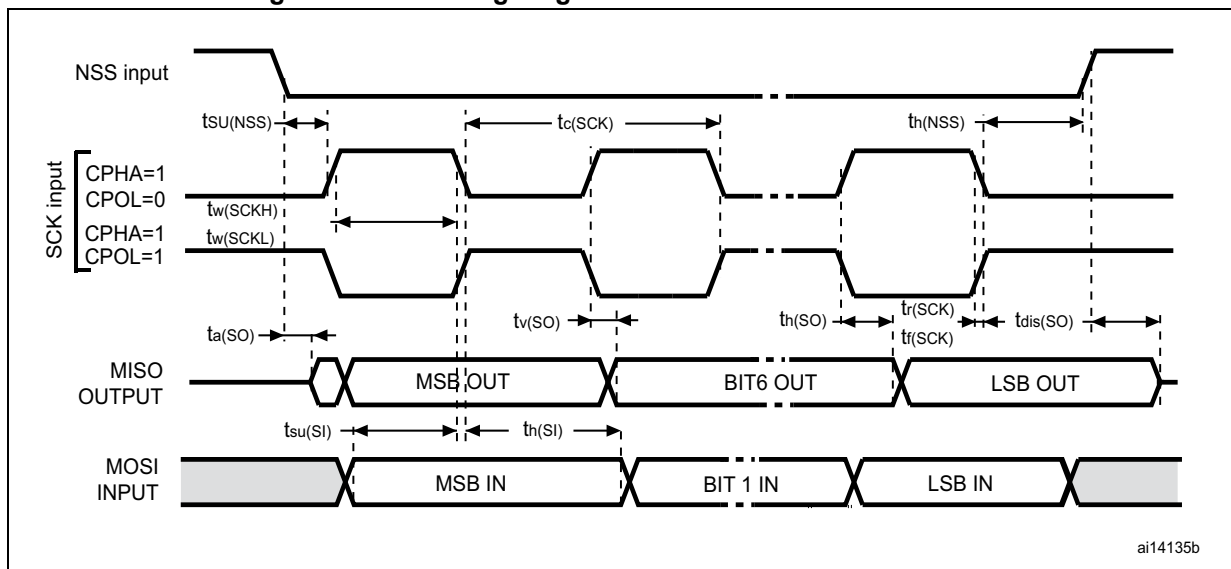 NSS input
tSU(NSS)
tc(SCK)
th(NSS)
SCK input
CPHA=1
CPOL=0
tw(SCKH)
CPHA=1
tw(SCKL)
CPOL=1
ta(SO)
tv(SO)
th(SO)
tr(SCK)
tf(SCK)
tdis(SO)
MISO
OUTPUT
MSB OUT
BIT6 OUT
LSB OUT
tsu(SI)
th(SI)
MOSI
INPUT
MSB IN
BIT 1 IN
LSB IN
ai14135b